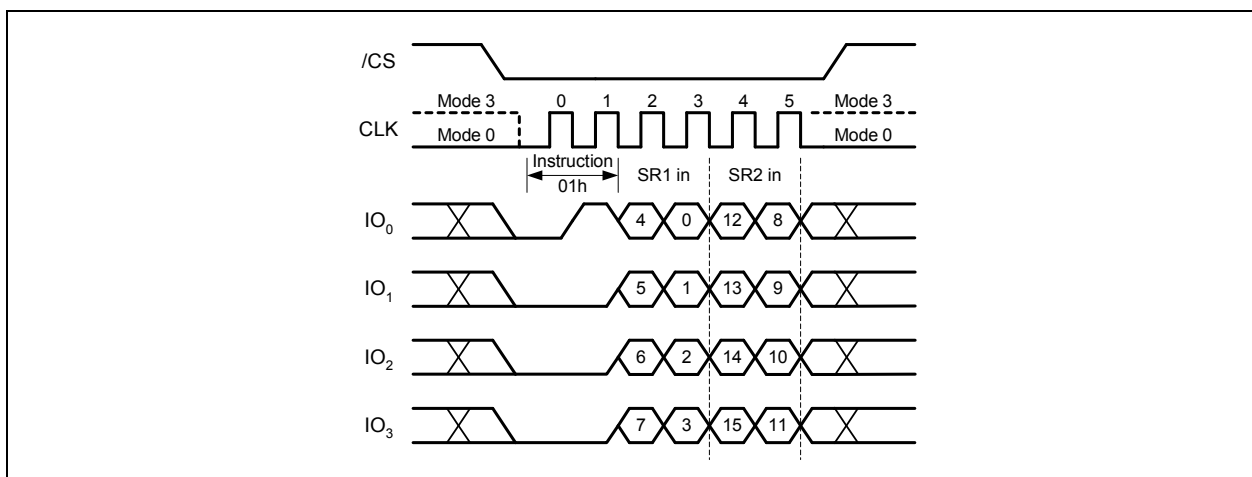 /CS
Mode 3 0 1 2 3 4 5 Mode 3
CLK Mode 0 Mode 0
Instruction
01h SR1 in SR2 in
IO0 4 0 12 8
IO1 5 1 13 9
IO2 6 2 14 10
IO3 7 3 15 11